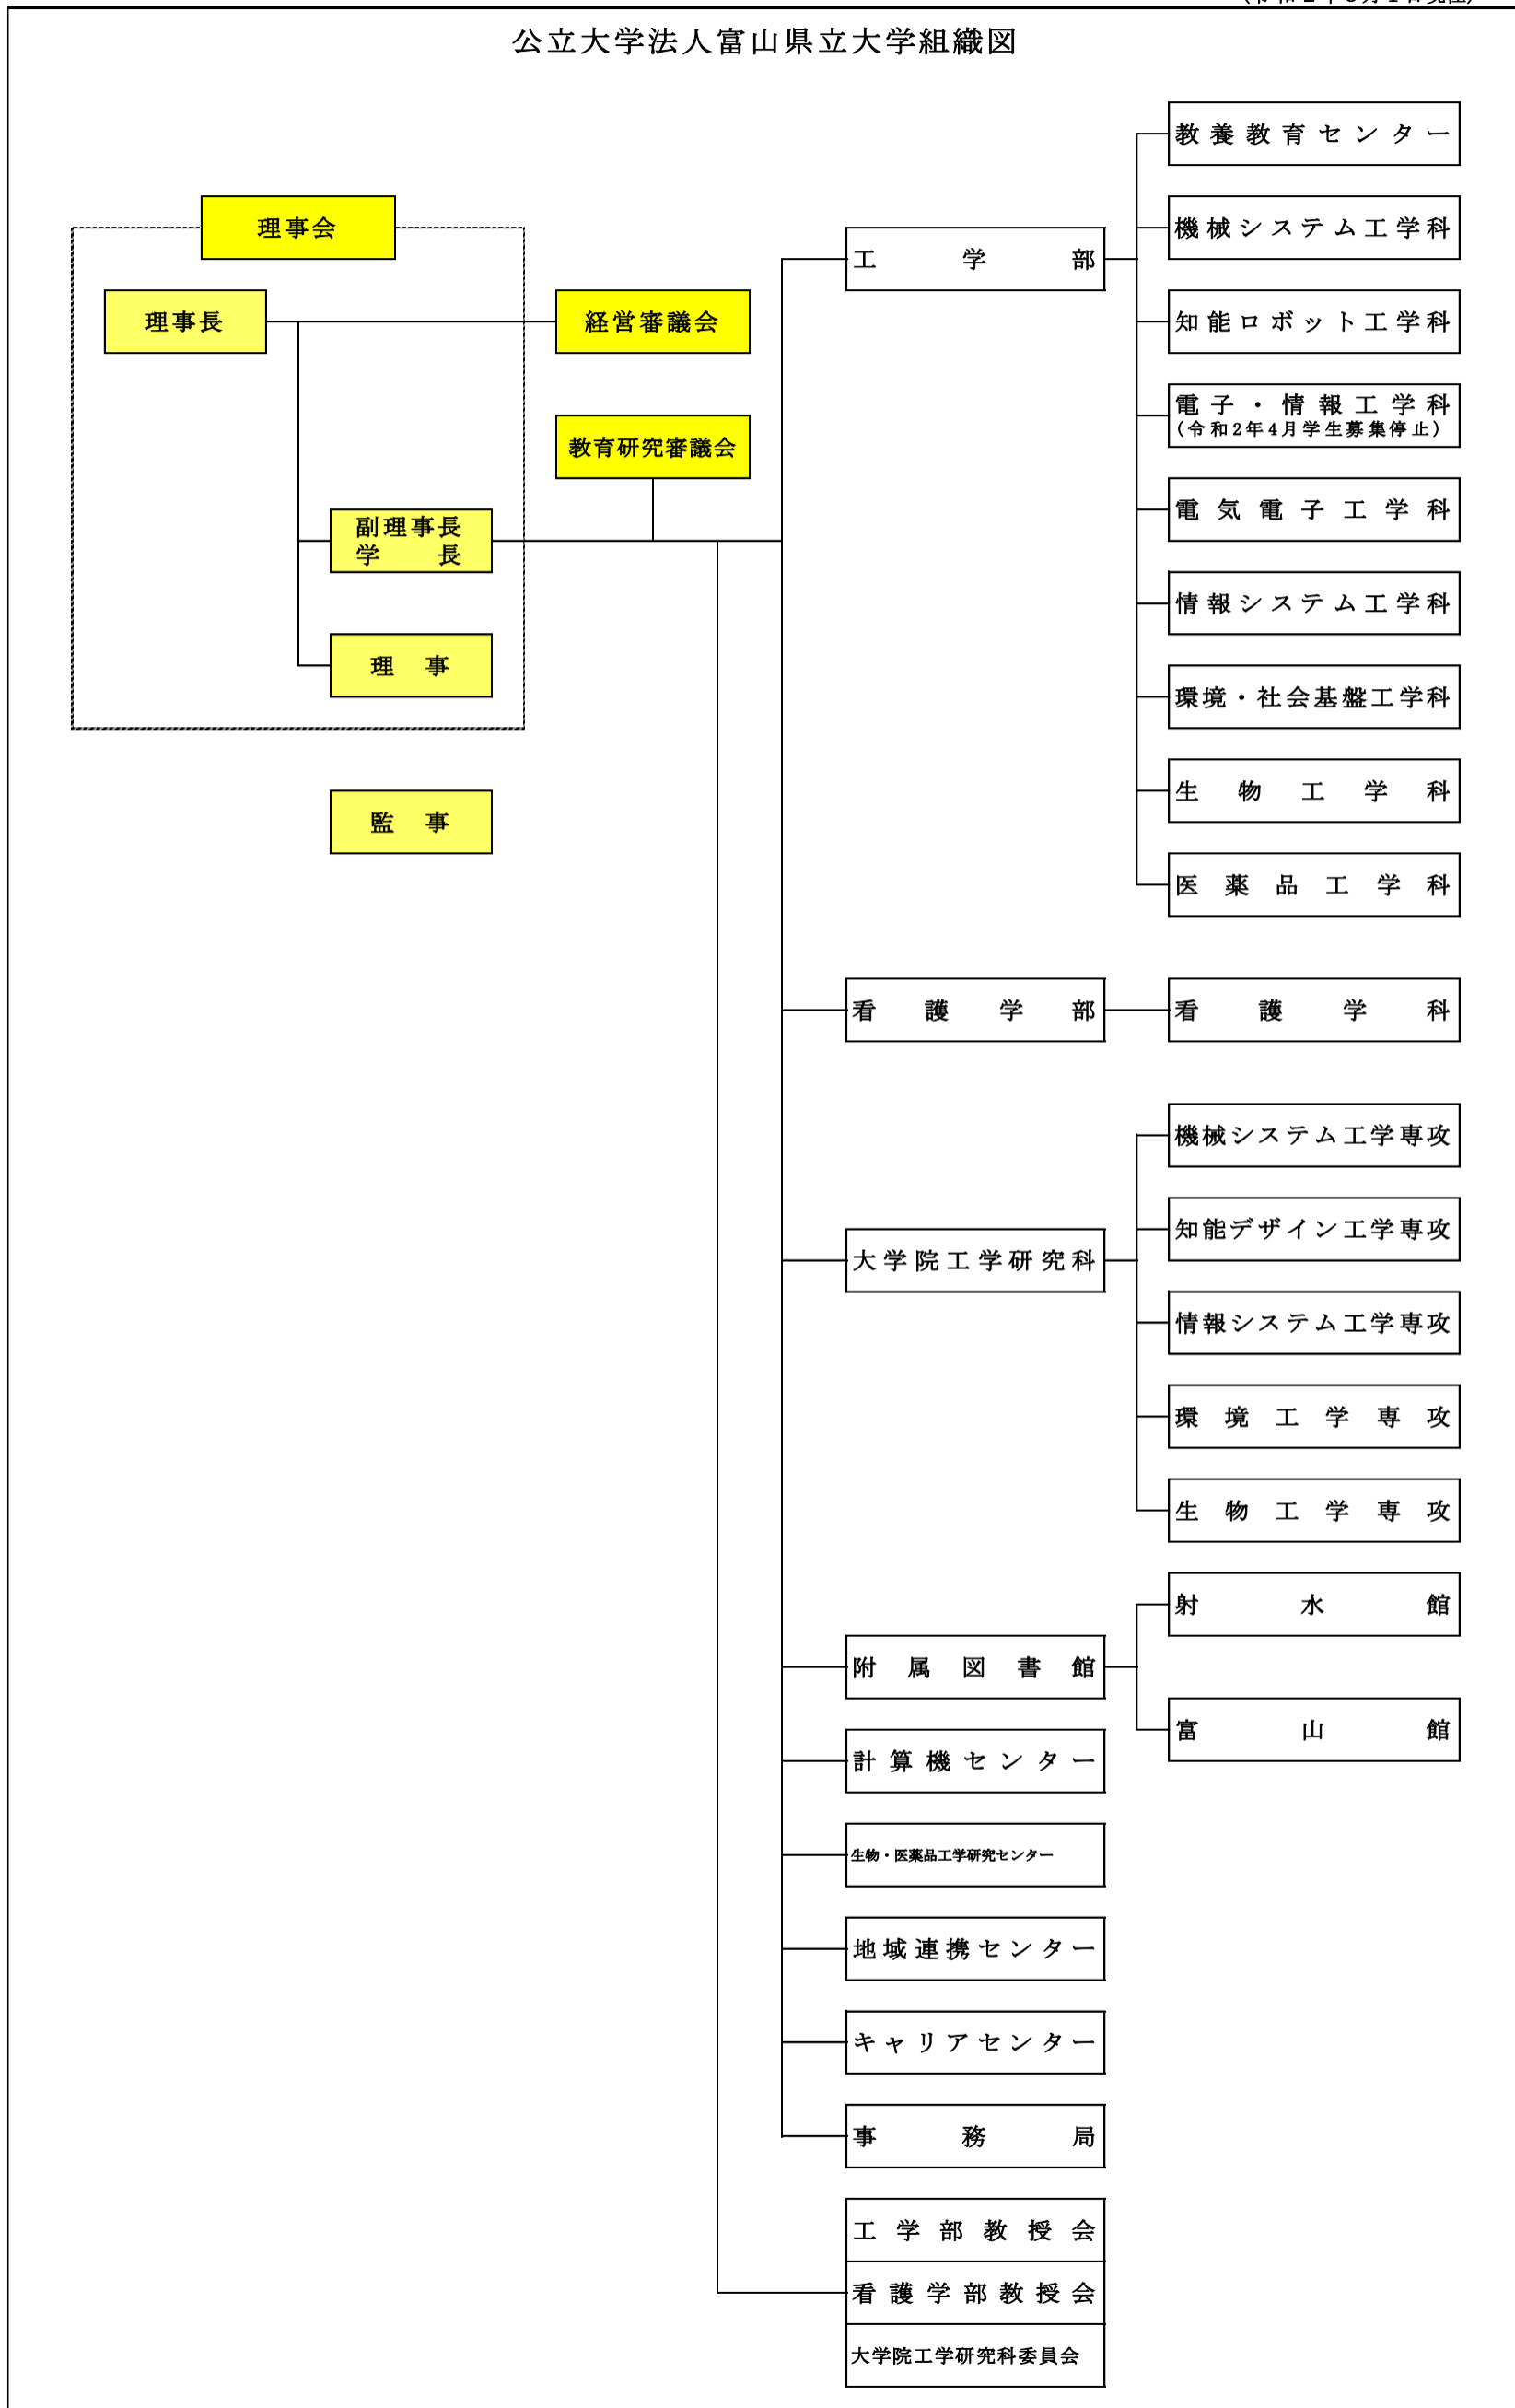 公立大学法人富山県立大学組織図
理事会
理事長
経営審議会
教育研究審議会
副理事長
学長
理事
監事
工学部
教養教育センター
機械システム工学科
知能ロボット工学科
電子・情報工学科
(令和2年4月学生募集停止)
電気電子工学科
情報システム工学科
環境・社会基盤工学科
生物工学科
医薬品工学科
看護学部
看護学科
大学院工学研究科
機械システム工学専攻
知能デザイン工学専攻
情報システム工学専攻
環境工学専攻
生物工学専攻
附属図書館
射水館
富山館
計算機センター
生物・医薬品工学研究センター
地域連携センター
キャリアセンター
事務局
工学部教授会
看護学部教授会
大学院工学研究科委員会